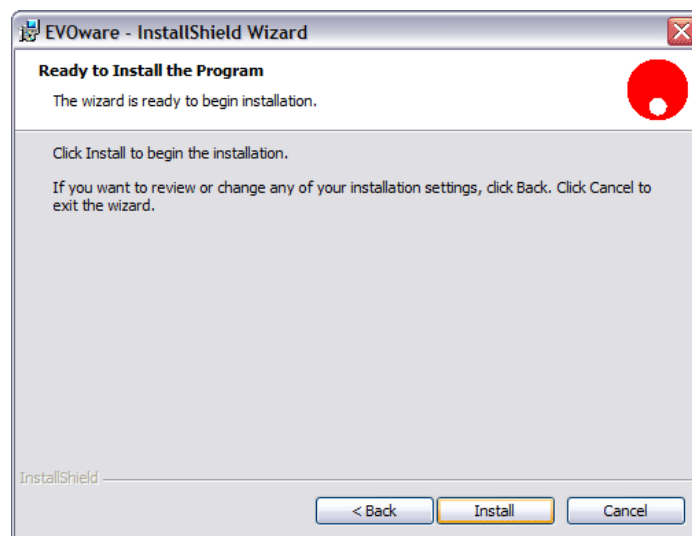 EVOware - InstallShield Wizard
Ready to Install the Program
The wizard is ready to begin installation.
Click Install to begin the installation.
If you want to review or change any of your installation settings, click Back. Click Cancel to
exit the wizard.
InstallShield
< Back Install Cancel